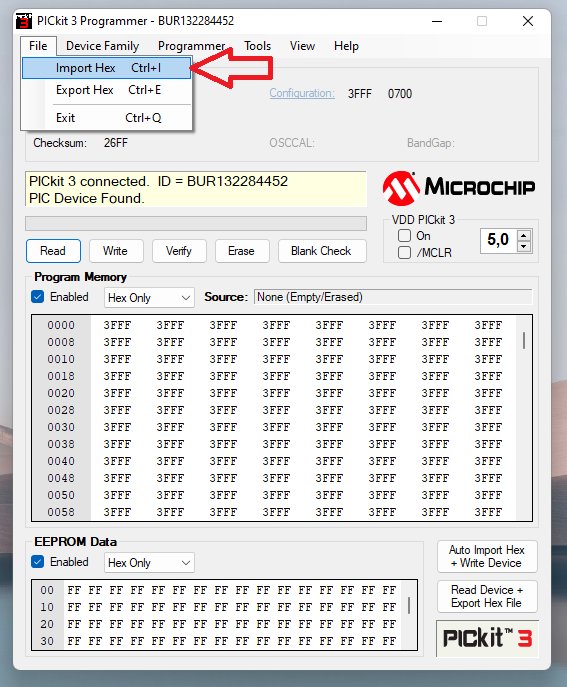 PICkit 3 Programmer - BUR132284452
File Device Family Programmer Tools View Help
Import Hex Ctrl+I
Export Hex Ctrl+E
Exit Ctrl+Q
Configuration: 3FFF 0700
Checksum: 26FF OSCCAL: BandGap:
PICkit 3 connected. ID = BUR132284452
PIC Device Found.
MICROCHIP
VDD PICkit 3
On
/MCLR
5,0
Read Write Verify Erase Blank Check
Program Memory
Enabled Hex Only Source: None (Empty/Erased)
0000 3FFF 3FFF 3FFF 3FFF 3FFF 3FFF 3FFF 3FFF
0008 3FFF 3FFF 3FFF 3FFF 3FFF 3FFF 3FFF 3FFF
0010 3FFF 3FFF 3FFF 3FFF 3FFF 3FFF 3FFF 3FFF
0018 3FFF 3FFF 3FFF 3FFF 3FFF 3FFF 3FFF 3FFF
0020 3FFF 3FFF 3FFF 3FFF 3FFF 3FFF 3FFF 3FFF
0028 3FFF 3FFF 3FFF 3FFF 3FFF 3FFF 3FFF 3FFF
0030 3FFF 3FFF 3FFF 3FFF 3FFF 3FFF 3FFF 3FFF
0038 3FFF 3FFF 3FFF 3FFF 3FFF 3FFF 3FFF 3FFF
0040 3FFF 3FFF 3FFF 3FFF 3FFF 3FFF 3FFF 3FFF
0048 3FFF 3FFF 3FFF 3FFF 3FFF 3FFF 3FFF 3FFF
0050 3FFF 3FFF 3FFF 3FFF 3FFF 3FFF 3FFF 3FFF
0058 3FFF 3FFF 3FFF 3FFF 3FFF 3FFF 3FFF 3FFF
EEPROM Data
Enabled Hex Only
00 FF FF FF FF FF FF FF FF FF FF FF FF FF FF FF FF
10 FF FF FF FF FF FF FF FF FF FF FF FF FF FF FF FF
20 FF FF FF FF FF FF FF FF FF FF FF FF FF FF FF FF
30 FF FF FF FF FF FF FF FF FF FF FF FF FF FF FF FF
Auto Import Hex
+ Write Device
Read Device +
Export Hex File
PICkit™ 3